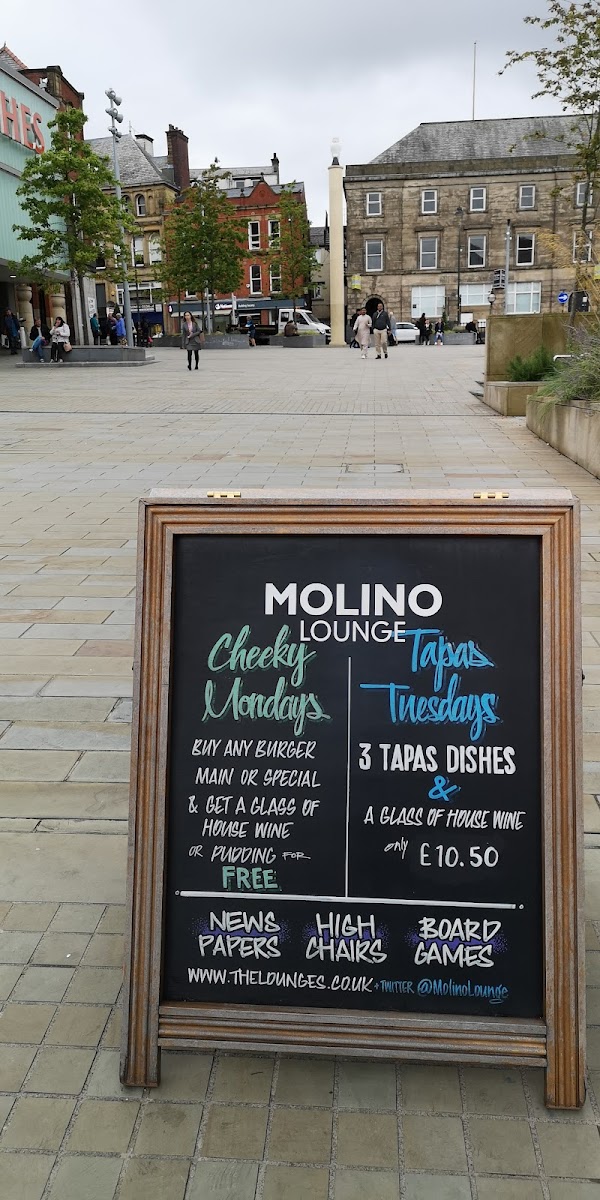 HES
MOLINO
LOUNGE
Cheeky
Mondays
BUY ANY BURGER
MAIN OR SPECIAL
& GET A GLASS OF
HOUSE WINE
OR PUDDING FOR
FREE
Tapas
Tuesdays
3 TAPAS DISHES
&
A GLASS OF HOUSE WINE
only £10.50
NEWS
PAPERS
HIGH
CHAIRS
BOARD
GAMES
WWW.THELOUNGES.CO.UK + TWITTER @MolinoLounge